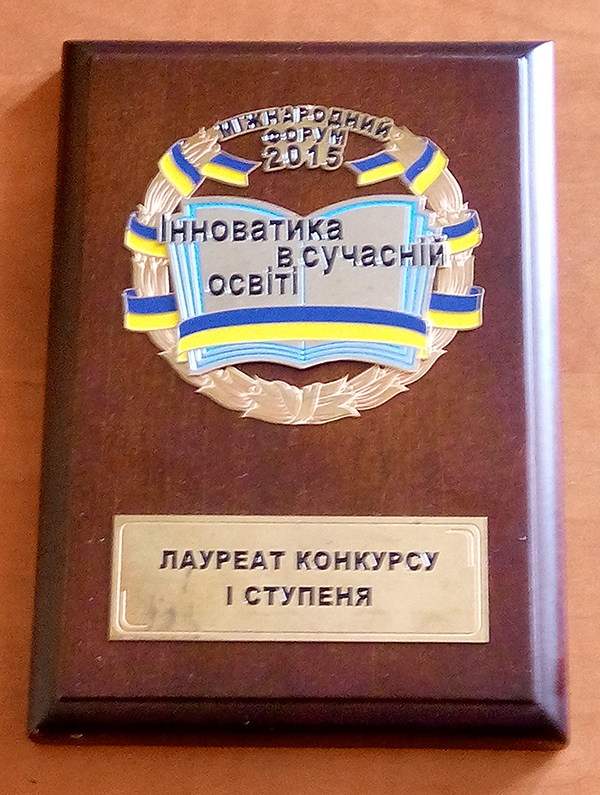 МІЖНАРОДНИЙ
ФОРУМ
2015
Інноватика
в сучасній
освіті
ЛАУРЕАТ КОНКУРСУ
І СТУПЕНЯ